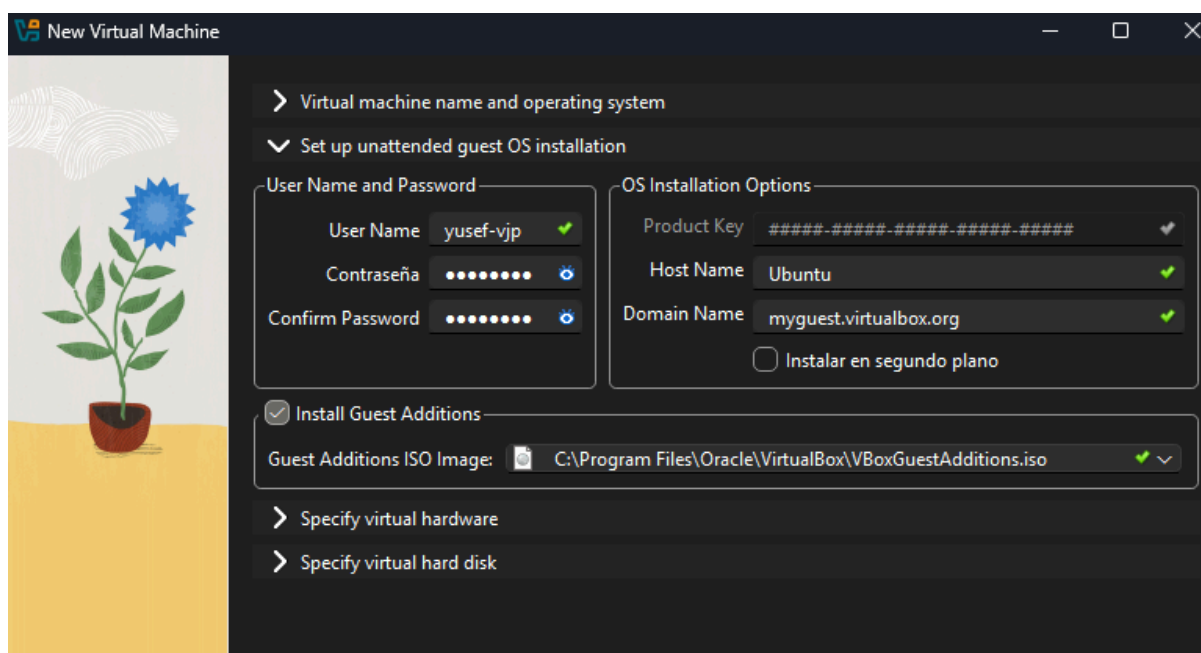 New Virtual Machine
Virtual machine name and operating system
Set up unattended guest OS installation
User Name and Password
User Name yusef-vjp
Contraseña ●●●●●●●●
Confirm Password ●●●●●●●●
OS Installation Options
Product Key #####-#####-#####-#####-#####
Host Name Ubuntu
Domain Name myguest.virtualbox.org
Instalar en segundo plano
Install Guest Additions
Guest Additions ISO Image: C:\Program Files\Oracle\VirtualBox\VBoxGuestAdditions.iso
Specify virtual hardware
Specify virtual hard disk